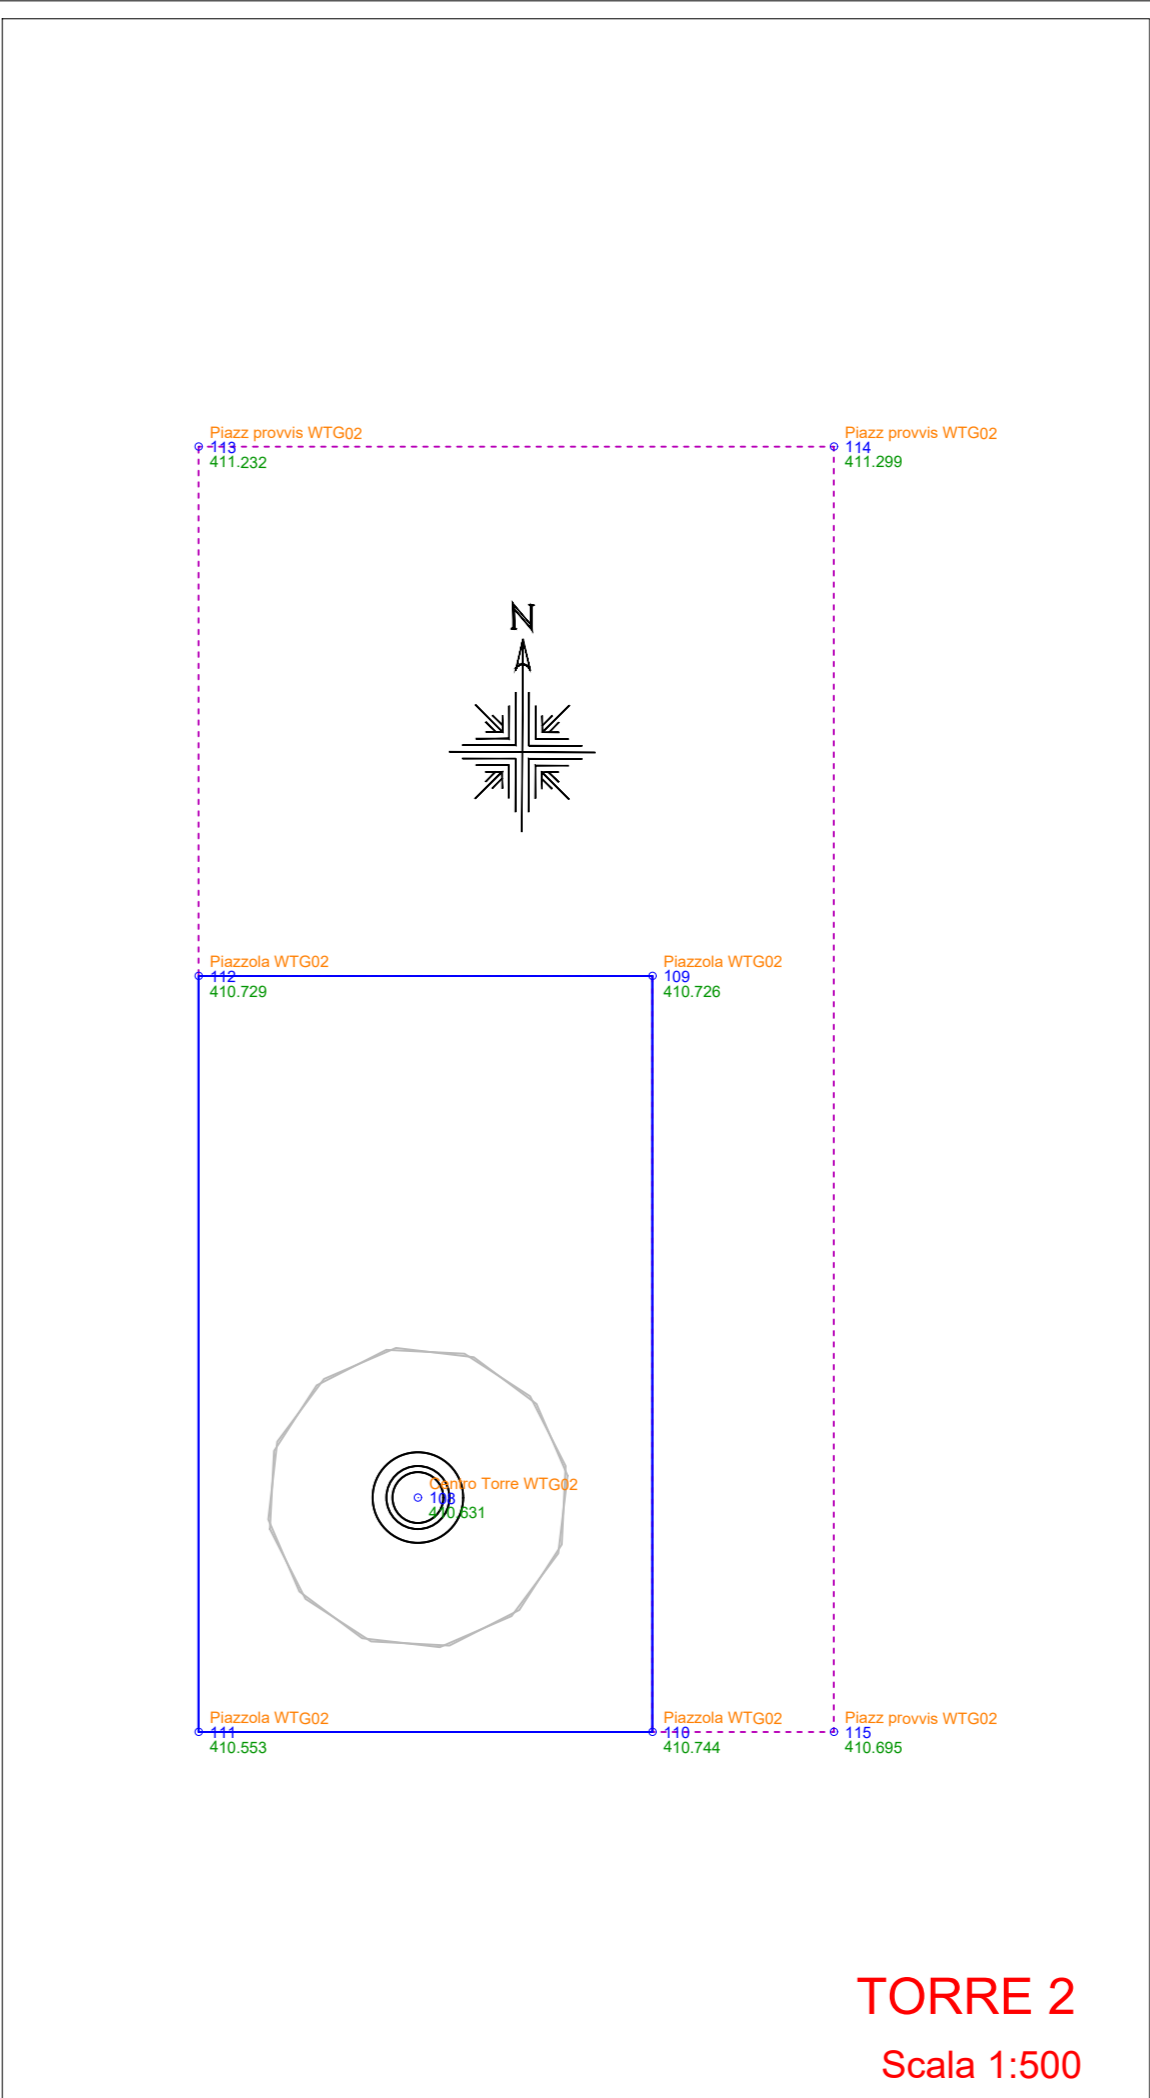 Piazz provvis WTG02
113
411.232
Piazz provvis WTG02
114
411.299
N
Piazzola WTG02
112
410.729
Piazzola WTG02
109
410.726
Centro Torre WTG02
108
410.631
Piazzola WTG02
111
410.553
Piazzola WTG02
110
410.744
Piazz provvis WTG02
115
410.695
TORRE 2
Scala 1:500